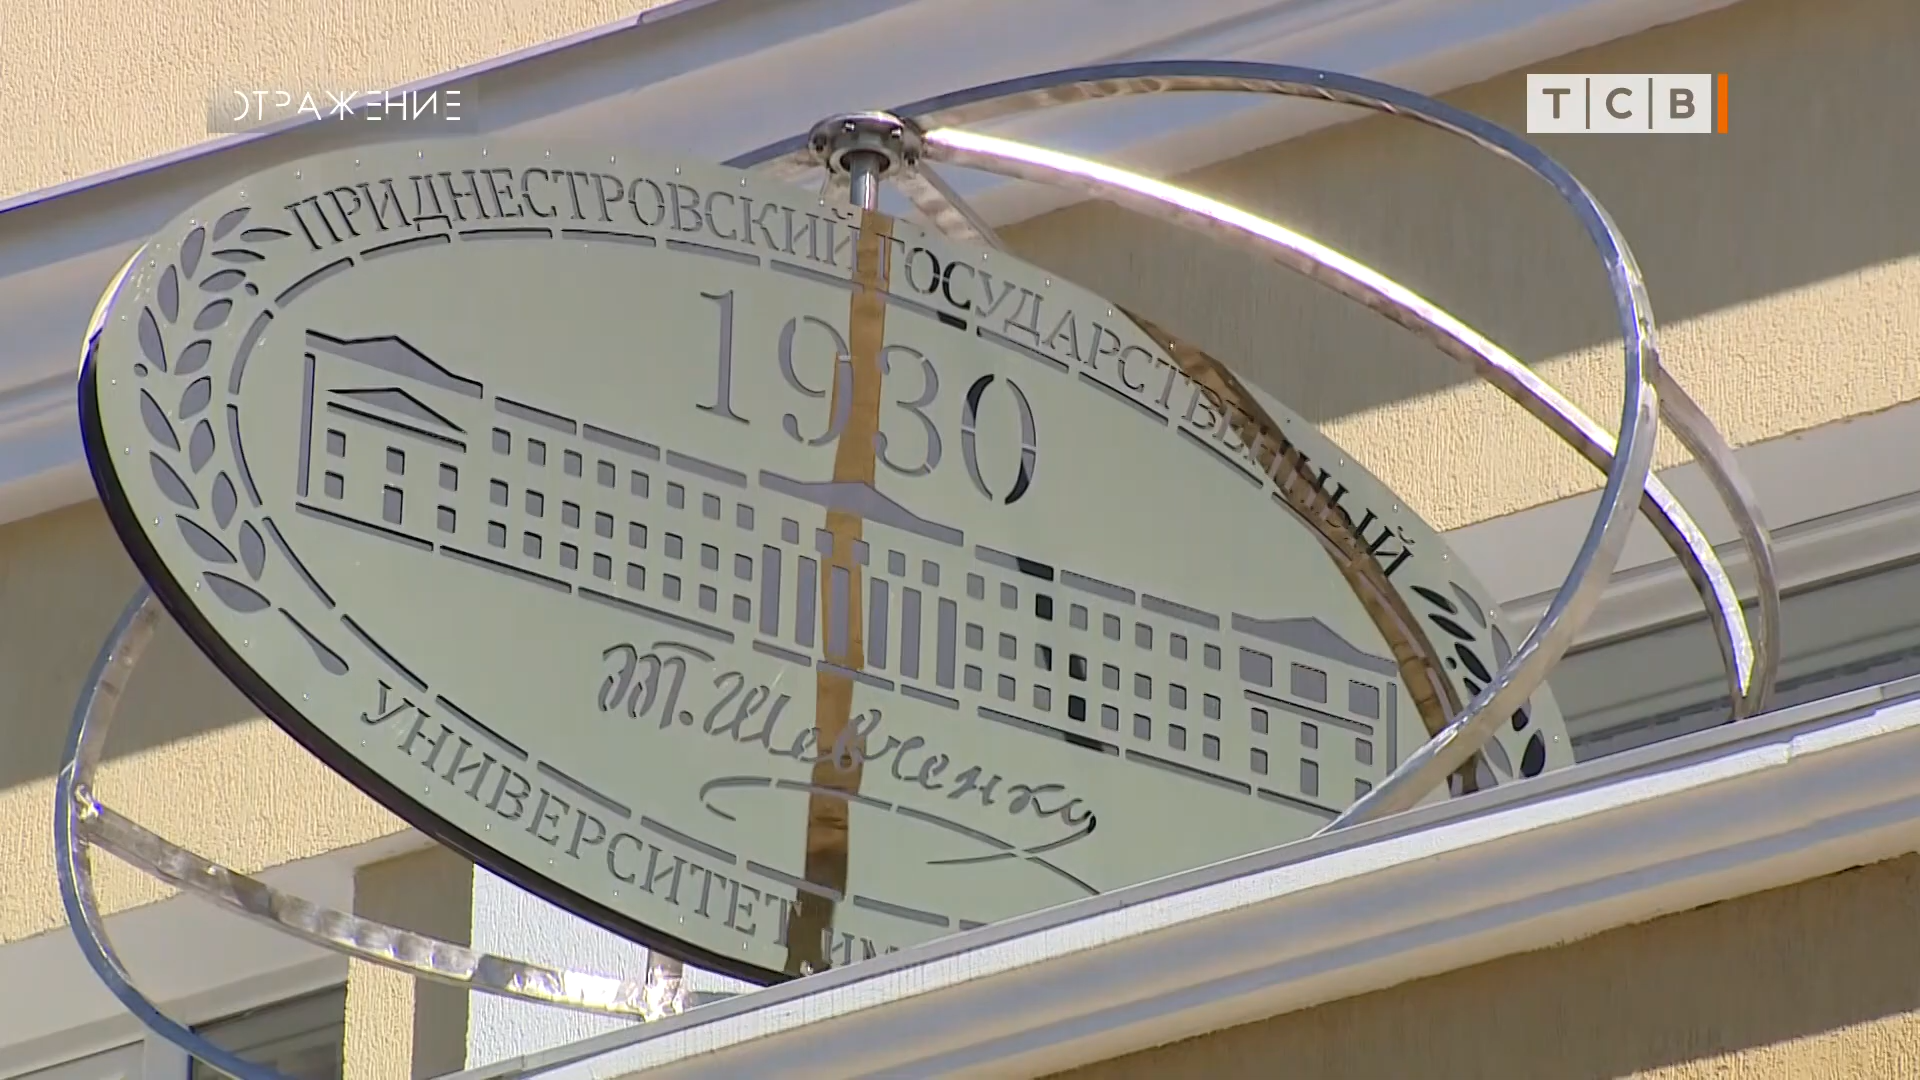 ОТРАЖЕНИЕ
ТСВ
ПРИДНЕСТРОВСКИЙ ГОСУДАРСТВЕННЫЙ
1930
Т. Шевченко
УНИВЕРСИТЕТ ИМ